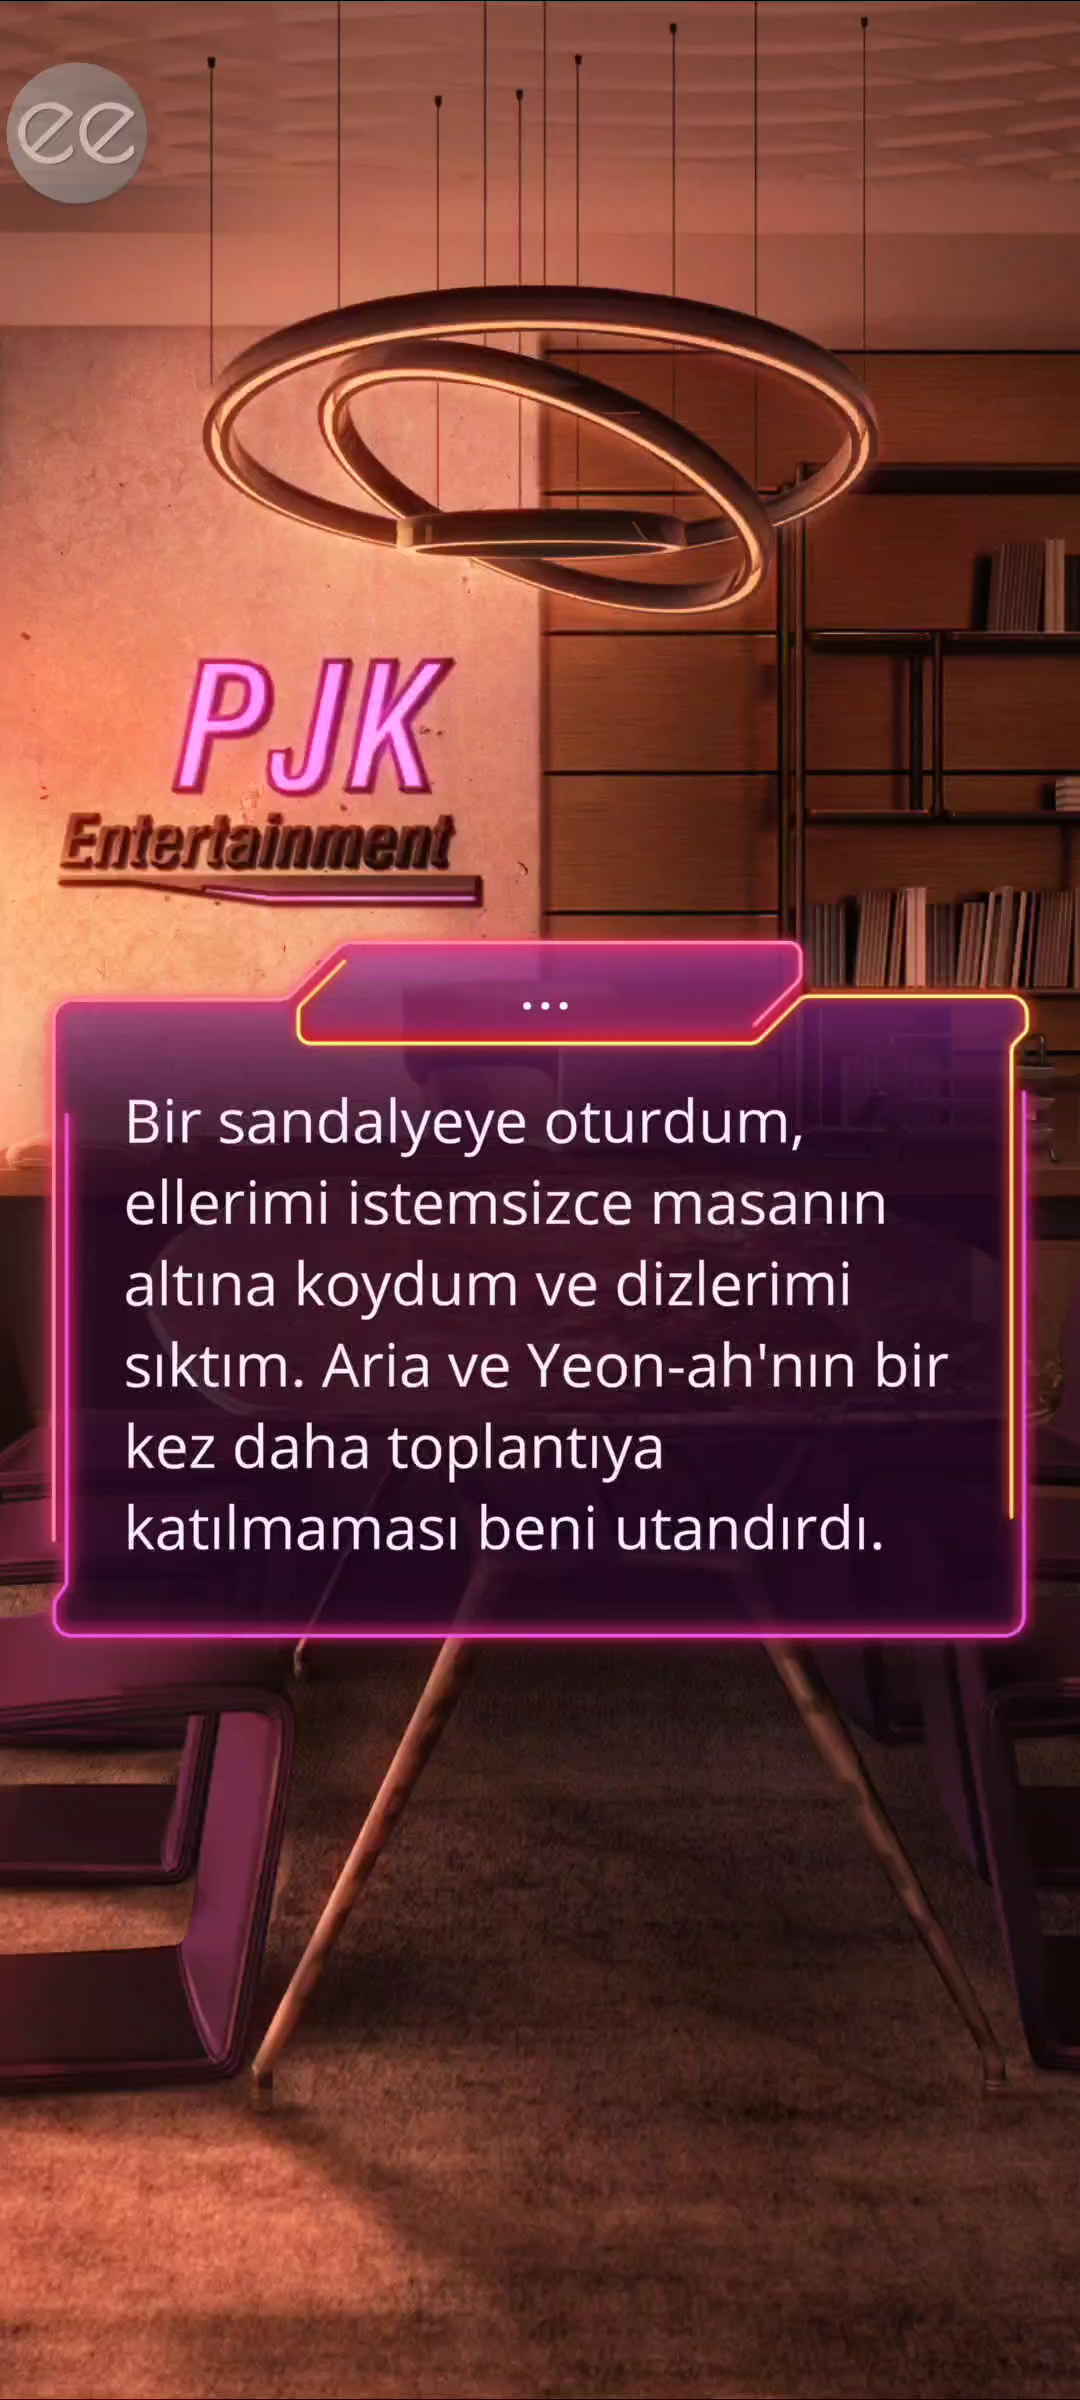 ee
PJK
Entertainment
...
Bir sandalyeye oturdum,
ellerimi istemsizce masanın
altına koydum ve dizlerimi
sıktım. Aria ve Yeon-ah'nın bir
kez daha toplantıya
katılmaması beni utandırdı.